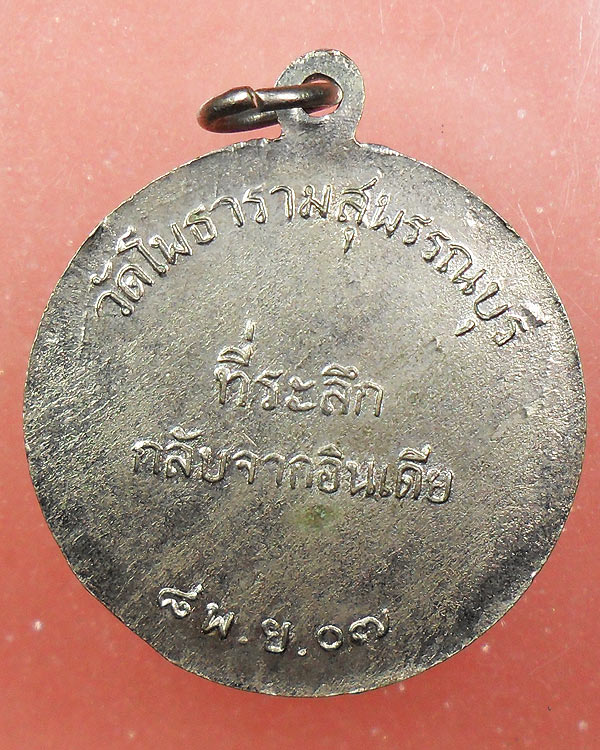 วัดโพธารามสุพรรณบุรี
ที่ระลึก
กลับจากอินเดีย
๘ พ.ย.๐๗